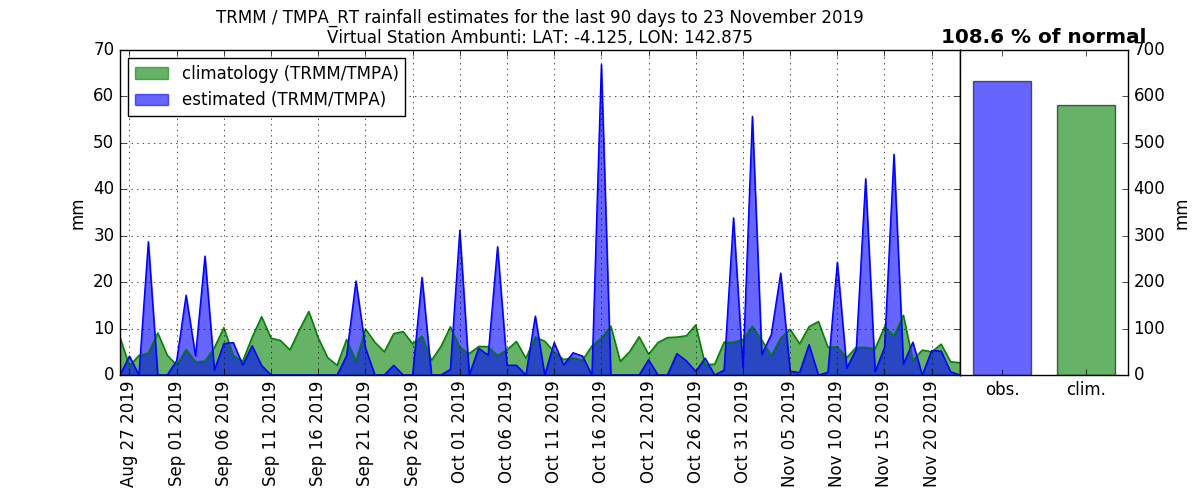 TRMM / TMPA_RT rainfall estimates for the last 90 days to 23 November 2019
Virtual Station Ambunti: LAT: -4.125, LON: 142.875
108.6 % of normal
climatology (TRMM/TMPA)
estimated (TRMM/TMPA)
70
60
50
40
30
20
10
0
mm
700
600
500
400
300
200
100
0
mm
Aug 27 2019
Sep 01 2019
Sep 06 2019
Sep 11 2019
Sep 16 2019
Sep 21 2019
Sep 26 2019
Oct 01 2019
Oct 06 2019
Oct 11 2019
Oct 16 2019
Oct 21 2019
Oct 26 2019
Oct 31 2019
Nov 05 2019
Nov 10 2019
Nov 15 2019
Nov 20 2019
obs.
clim.